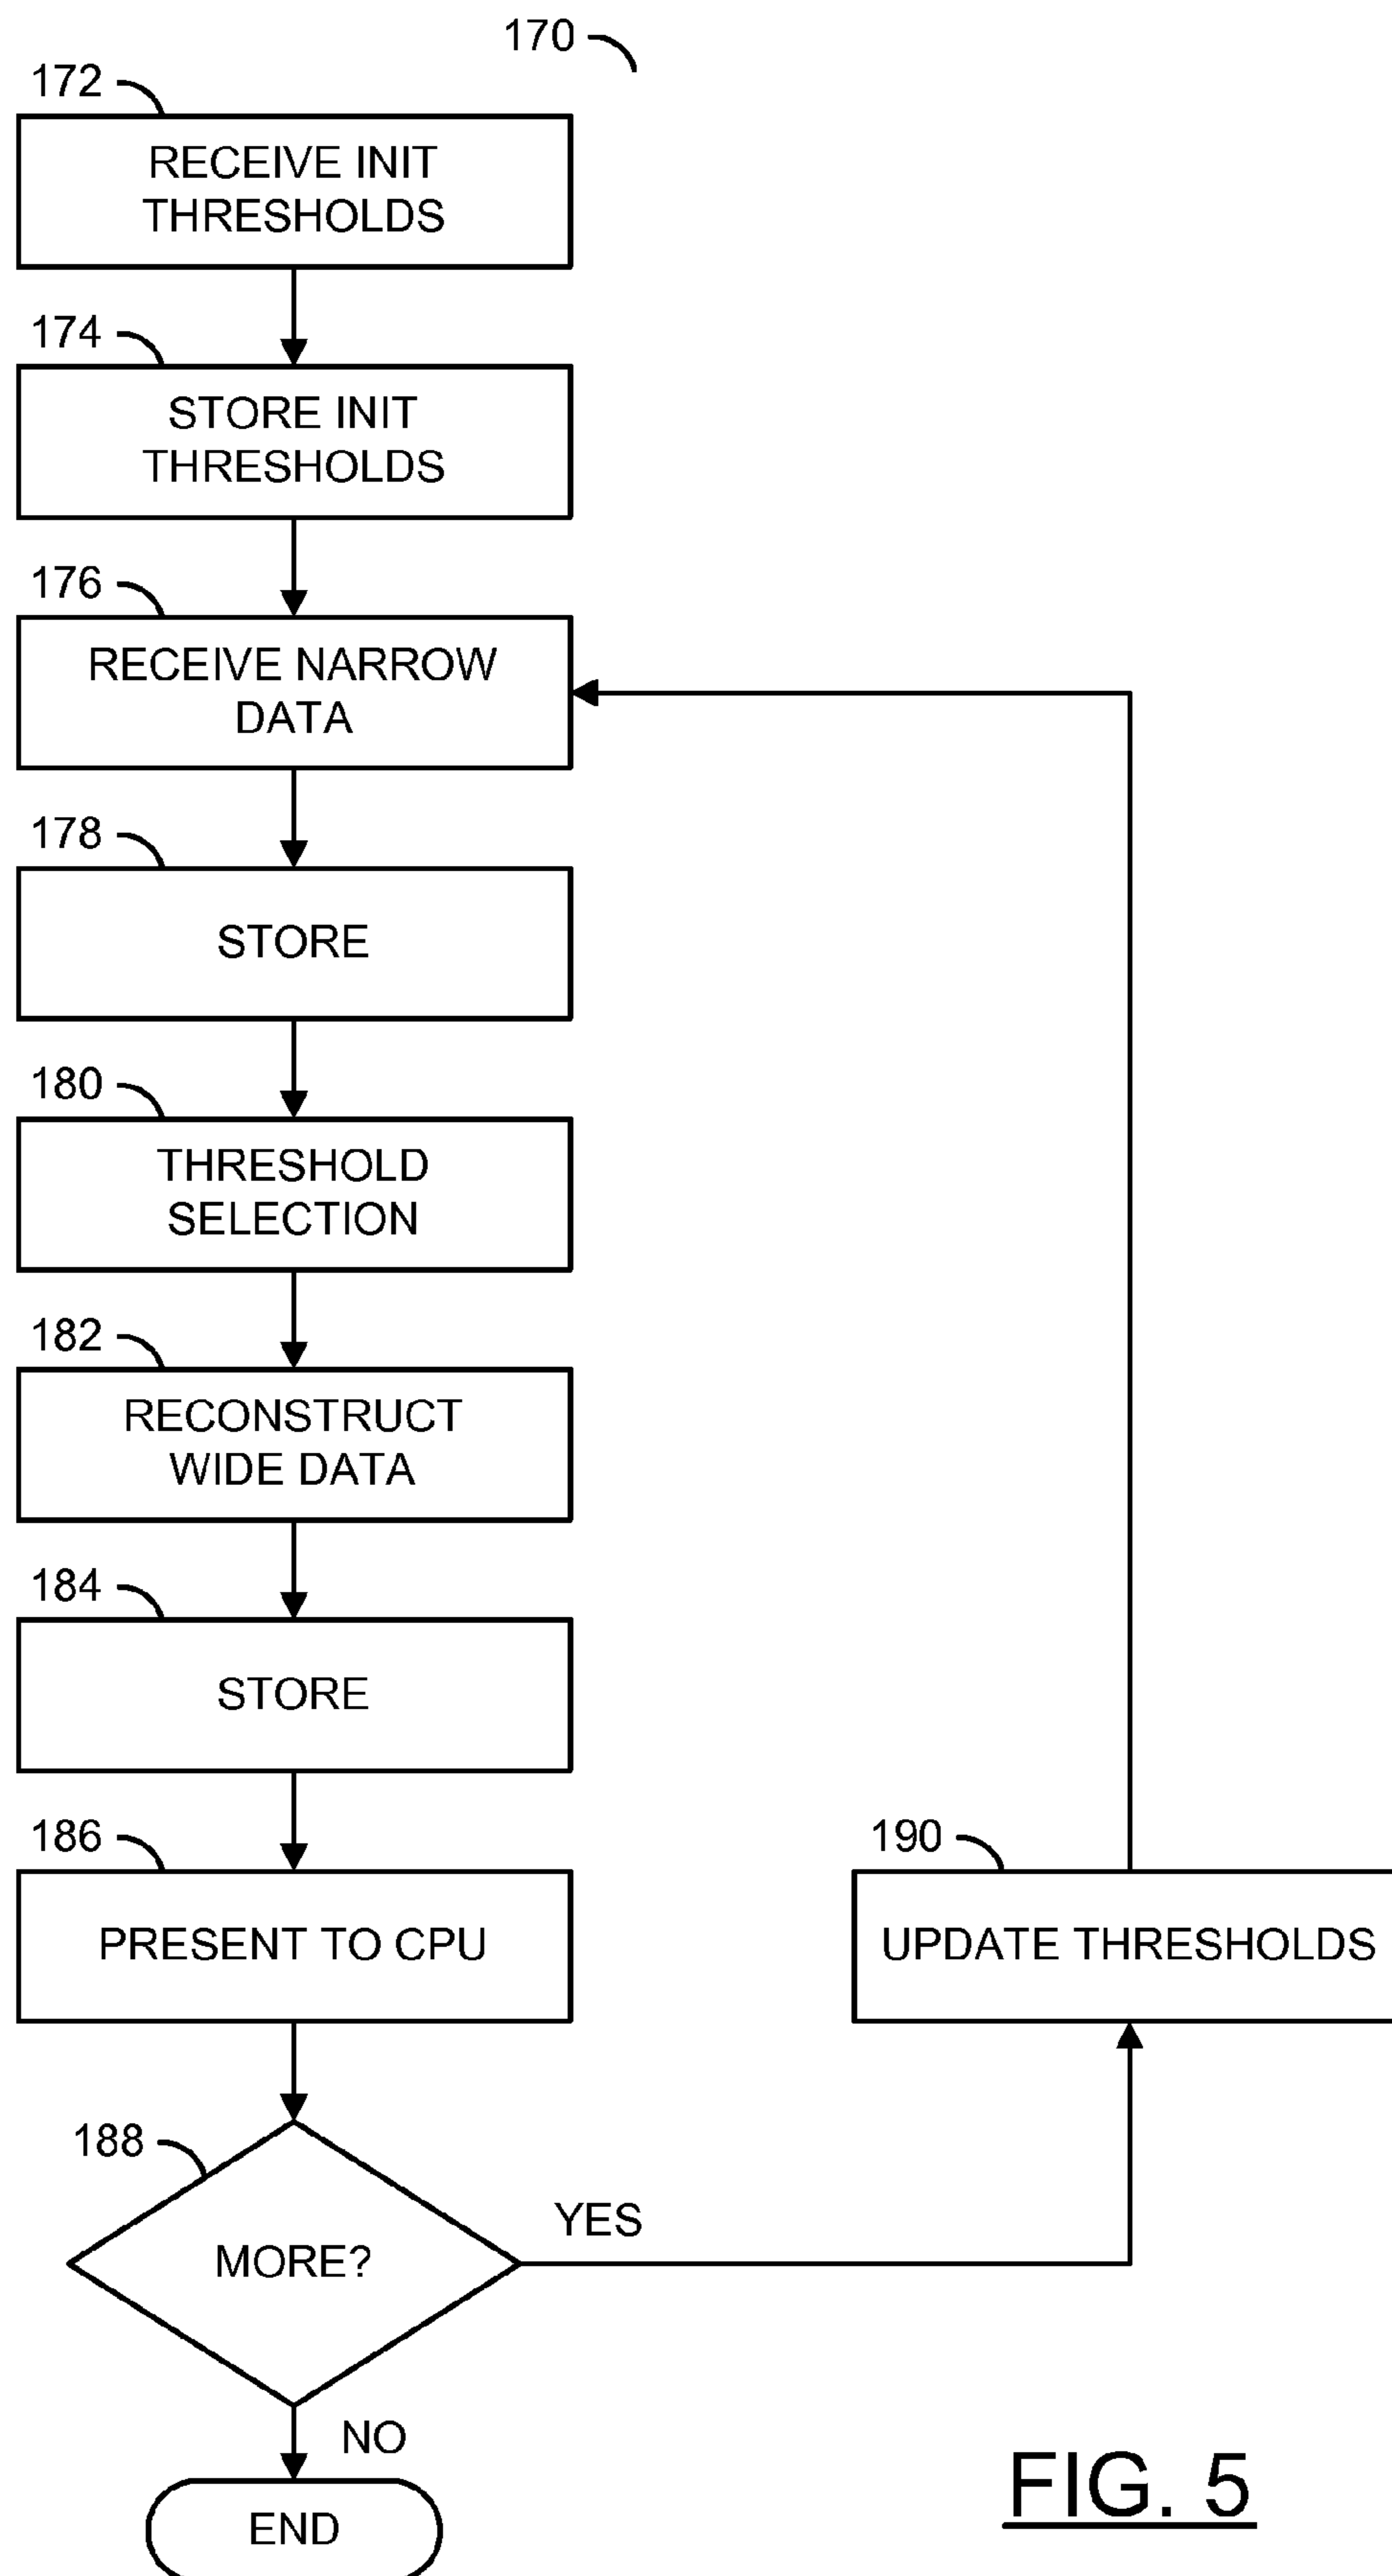 170
172
RECEIVE INIT
THRESHOLDS
174
STORE INIT
THRESHOLDS
176
RECEIVE NARROW
DATA
178
STORE
180
THRESHOLD
SELECTION
182
RECONSTRUCT
WIDE DATA
184
STORE
186
PRESENT TO CPU
190
UPDATE THRESHOLDS
188
MORE?
YES
NO
END
FIG. 5